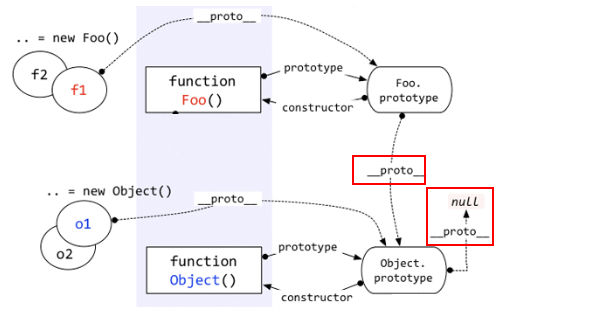 __proto__
.. = new Foo()
f2
f1
function
Foo()
prototype
constructor
Foo.
prototype
__proto__
.. = new Object()
__proto__
null
__proto__
o1
o2
function
Object()
prototype
constructor
Object.
prototype